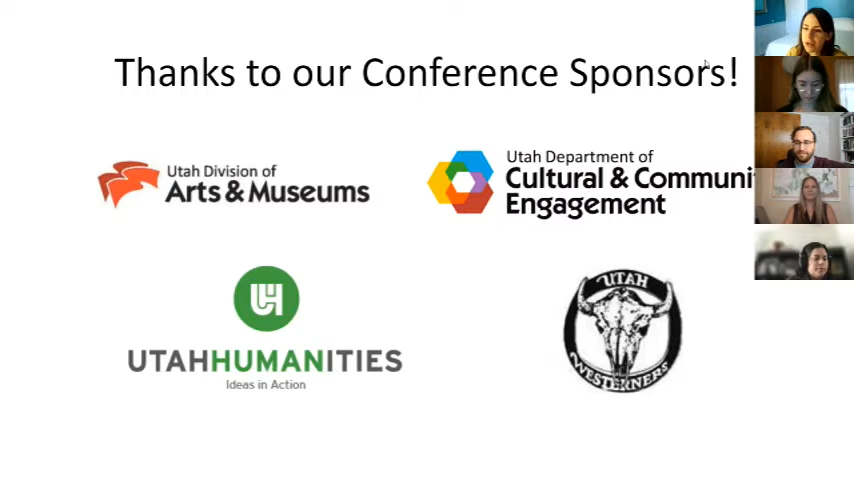 Thanks to our Conference Sponsors!
Utah Division of
Arts & Museums
Utah Department of
Cultural & Communi
Engagement
UTAHHUMANITIES
Ideas in Action
UTAH
WESTERNERS